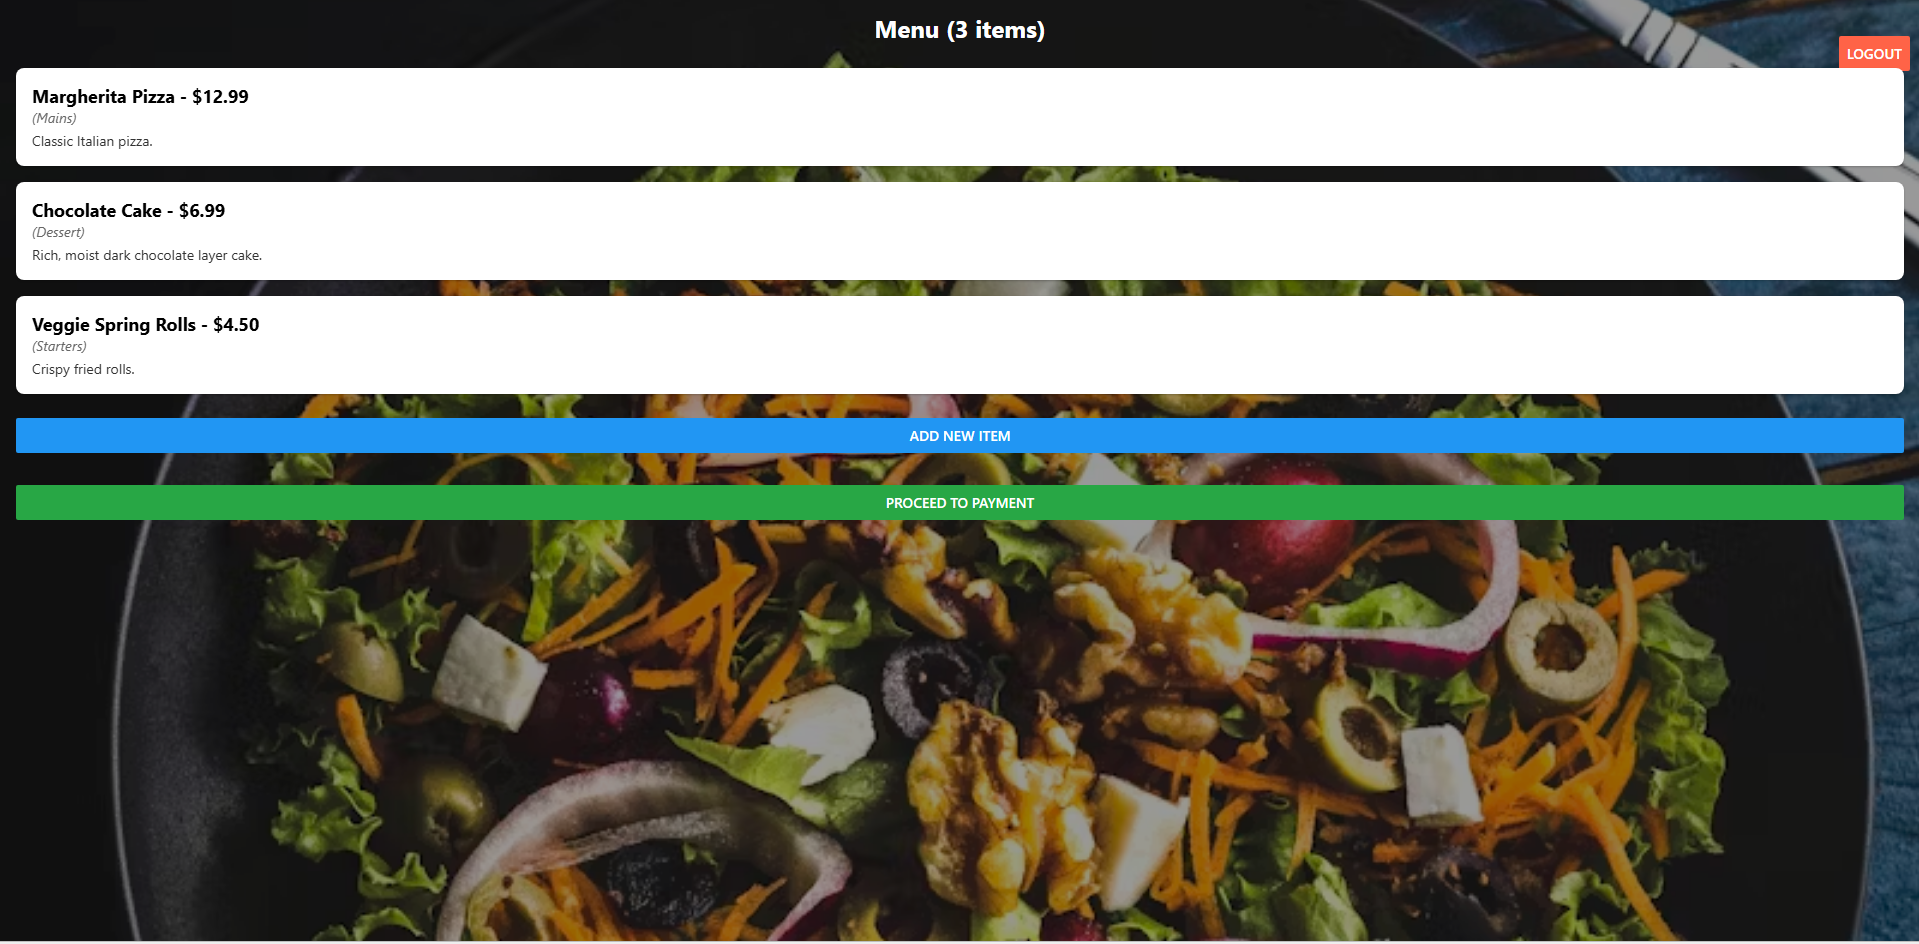 Menu (3 items)
LOGOUT
Margherita Pizza - $12.99
(Mains)
Classic Italian pizza.
Chocolate Cake - $6.99
(Dessert)
Rich, moist dark chocolate layer cake.
Veggie Spring Rolls - $4.50
(Starters)
Crispy fried rolls.
ADD NEW ITEM
PROCEED TO PAYMENT